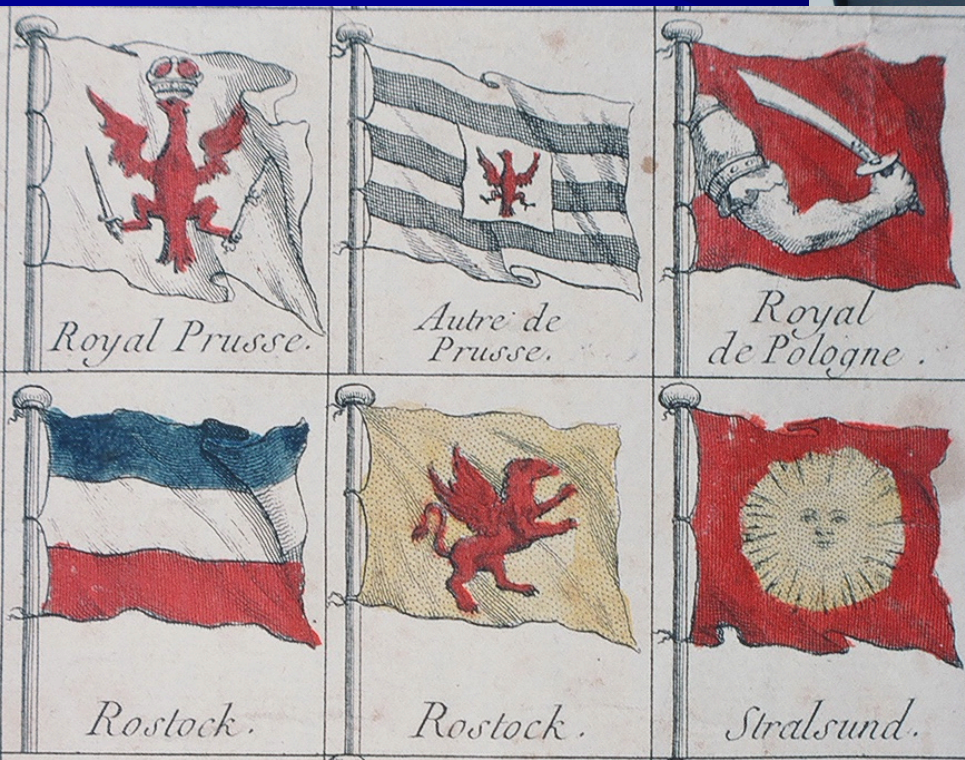 Royal Prusse.
Autre de
Prusse.
Royal
de Pologne.
Rostock.
Rostock.
Stralsund.